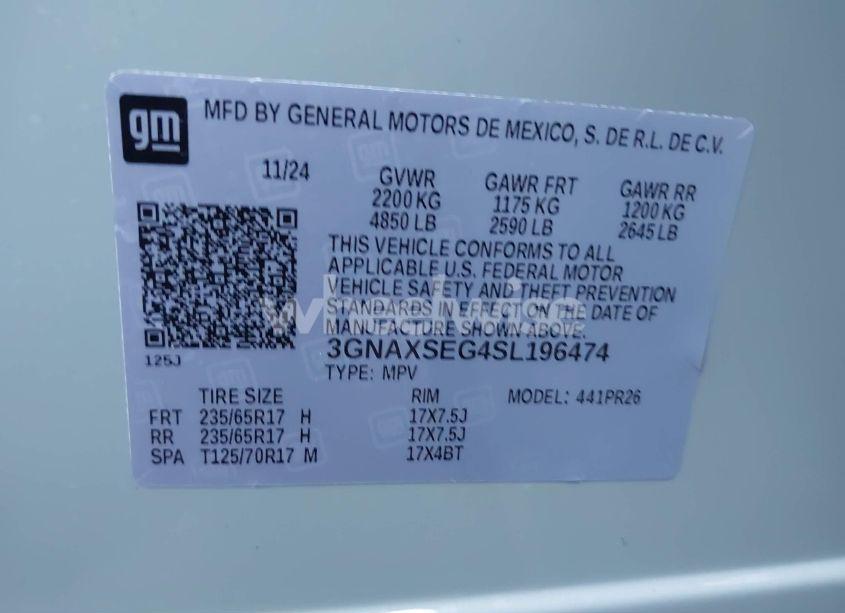 gm MFD BY GENERAL MOTORS DE MEXICO, S. DE R.L. DE C.V.
11/24 GVWR GAWR FRT GAWR RR
2200 KG 1175 KG 1200 KG
4850 LB 2590 LB 2645 LB
THIS VEHICLE CONFORMS TO ALL
APPLICABLE U.S. FEDERAL MOTOR
VEHICLE SAFETY AND THEFT PREVENTION
STANDARDS IN EFFECT ON THE DATE OF
MANUFACTURE SHOWN ABOVE.
125J
3GNAXSEG4SL196474
TYPE: MPV
TIRE SIZE RIM MODEL: 441PR26
FRT 235/65R17 H 17X7.5J
RR 235/65R17 H 17X7.5J
SPA T125/70R17 M 17X4BT